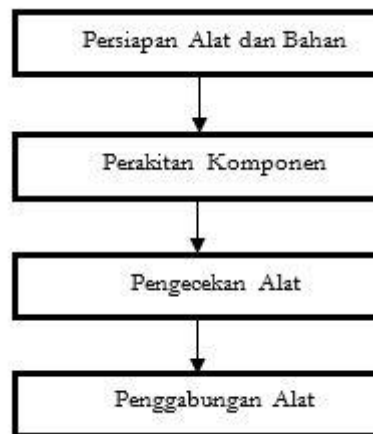 Persiapan Alat dan Bahan
Perakitan Komponen
Pengecekan Alat
Penggabungan Alat